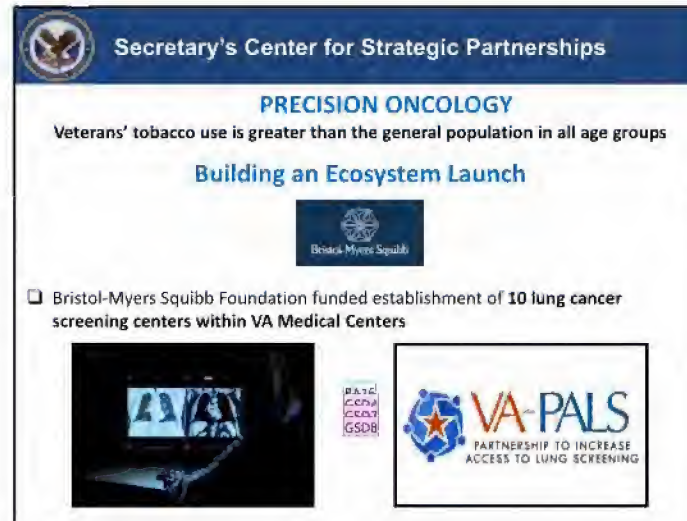 Secretary's Center for Strategic Partnerships
PRECISION ONCOLOGY
Veterans' tobacco use is greater than the general population in all age groups
Building an Ecosystem Launch
Bristol-Myers Squibb
❑ Bristol-Myers Squibb Foundation funded establishment of 10 lung cancer
screening centers within VA Medical Centers
GSDB
VA-PALS
PARTNERSHIP TO INCREASE
ACCESS TO LUNG SCREENING